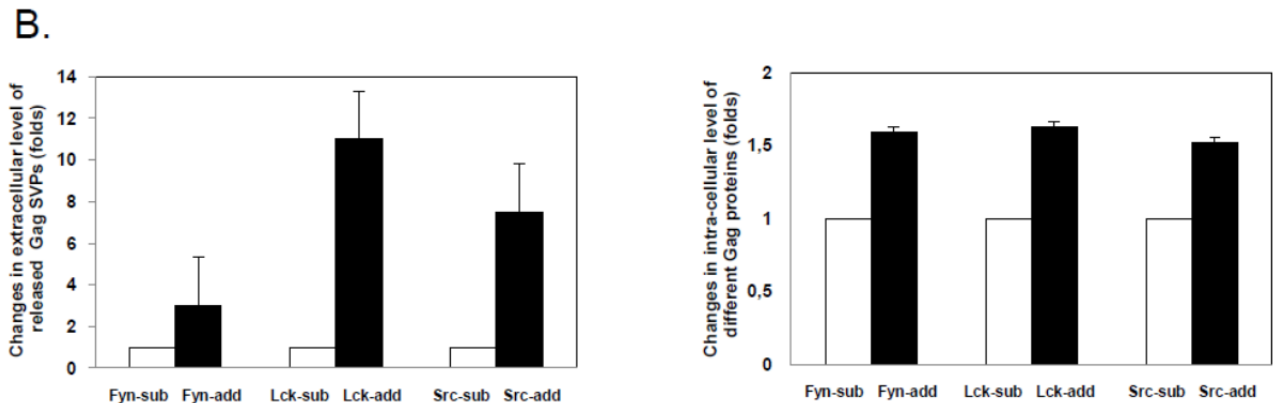 B.
Changes in extracellular level of
released Gag SVPs (folds)
14
12
10
8
6
4
2
0
Fyn-sub Fyn-add Lck-sub Lck-add Src-sub Src-add
Changes in intra-cellular level of
different Gag proteins (folds)
2
1,5
1
0,5
0
Fyn-sub Fyn-add Lck-sub Lck-add Src-sub Src-add